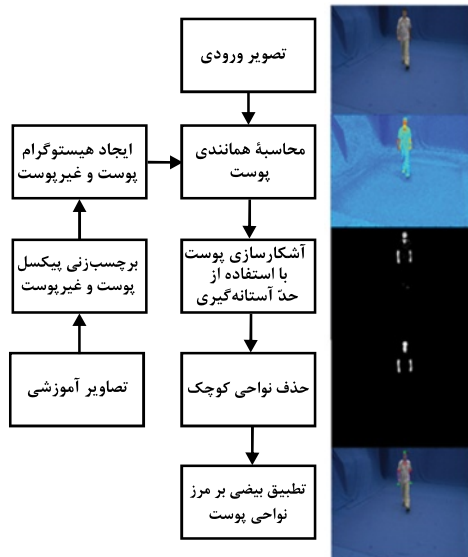 تصویر ورودی
محاسبۀ همانندی
پوست
ایجاد هیستوگرام
پوست و غیرپوست
آشکارسازی پوست
با استفاده از
حدّ آستانه‌گیری
برچسب‌زنی پیکسل
پوست و غیرپوست
حذف نواحی کوچک
تصاویر آموزشی
تطبیق بیضی بر مرز
نواحی پوست